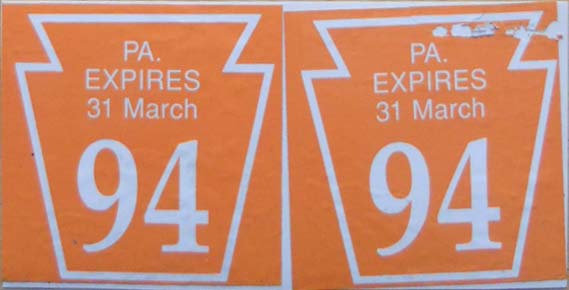 PA.
EXPIRES
31 March
94
PA.
EXPIRES
31 March
94